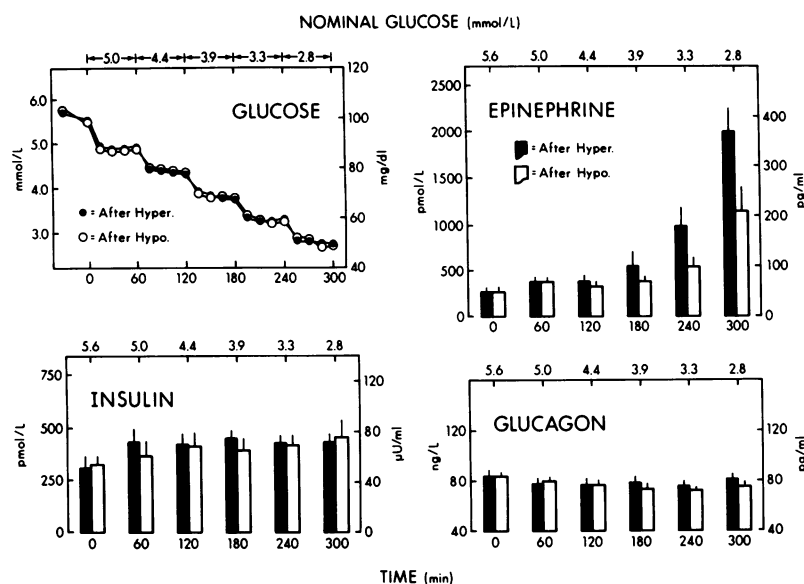 NOMINAL GLUCOSE (mmol/L)
5.0 4.4 3.9 3.3 2.8
120
100
80
60
40
mg/dl
6.0
5.0
4.0
3.0
mmol/L
GLUCOSE
= After Hyper.
= After Hypo.
0 60 120 180 240 300
5.6 5.0 4.4 3.9 3.3 2.8
2500
2000
1500
1000
500
0
pmol/L
EPINEPHRINE
= After Hyper.
= After Hypo.
400
300
200
100
0
pg/ml
0 60 120 180 240 300
5.6 5.0 4.4 3.9 3.3 2.8
750
500
250
0
pmol/L
INSULIN
120
80
40
0
µU/ml
0 60 120 180 240 300
5.6 5.0 4.4 3.9 3.3 2.8
120
80
40
ng/L
GLUCAGON
120
80
40
pg/ml
0 60 120 180 240 300
TIME (min)